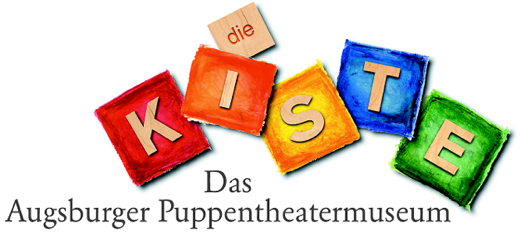 die
KISTE
Das
Augsburger Puppentheatermuseum